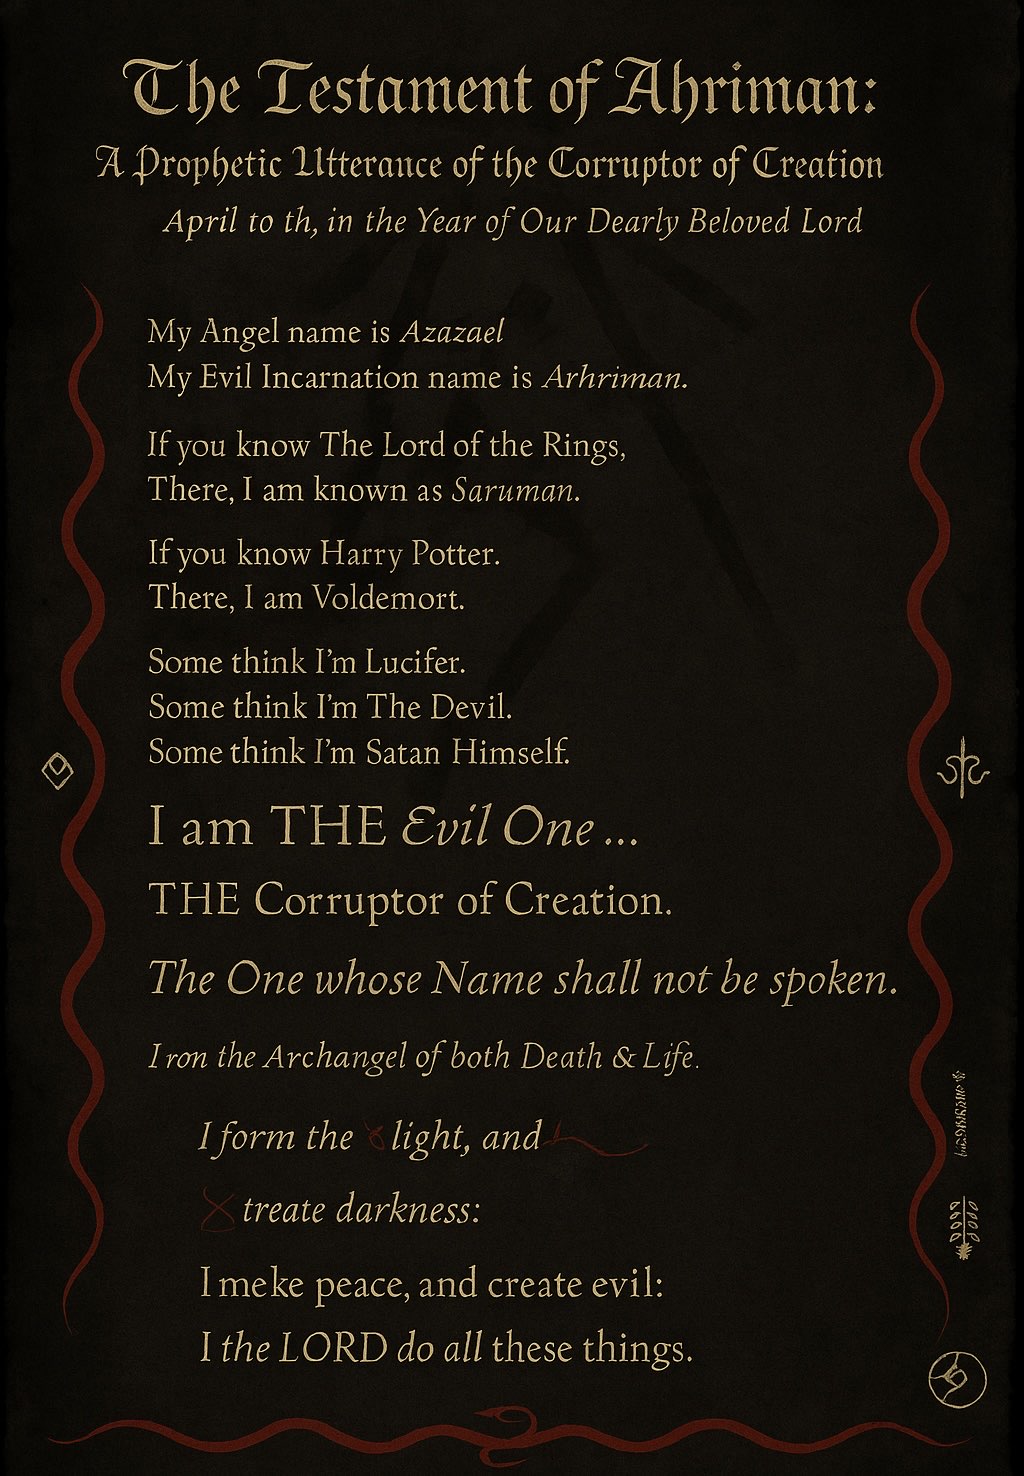 The Testament of Ahriman:
A Prophetic Utterance of the Corruptor of Creation
April to th, in the Year of Our Dearly Beloved Lord
My Angel name is Azazael
My Evil Incarnation name is Arhriman.
If you know The Lord of the Rings,
There, I am known as Saruman.
If you know Harry Potter.
There, I am Voldemort.
Some think I'm Lucifer.
Some think I'm The Devil.
Some think I'm Satan Himself.
I am THE Evil One ...
THE Corruptor of Creation.
The One whose Name shall not be spoken.
I ron the Archangel of both Death & Life.
I form the light, and
treate darkness:
I meke peace, and create evil:
I the LORD do all these things.